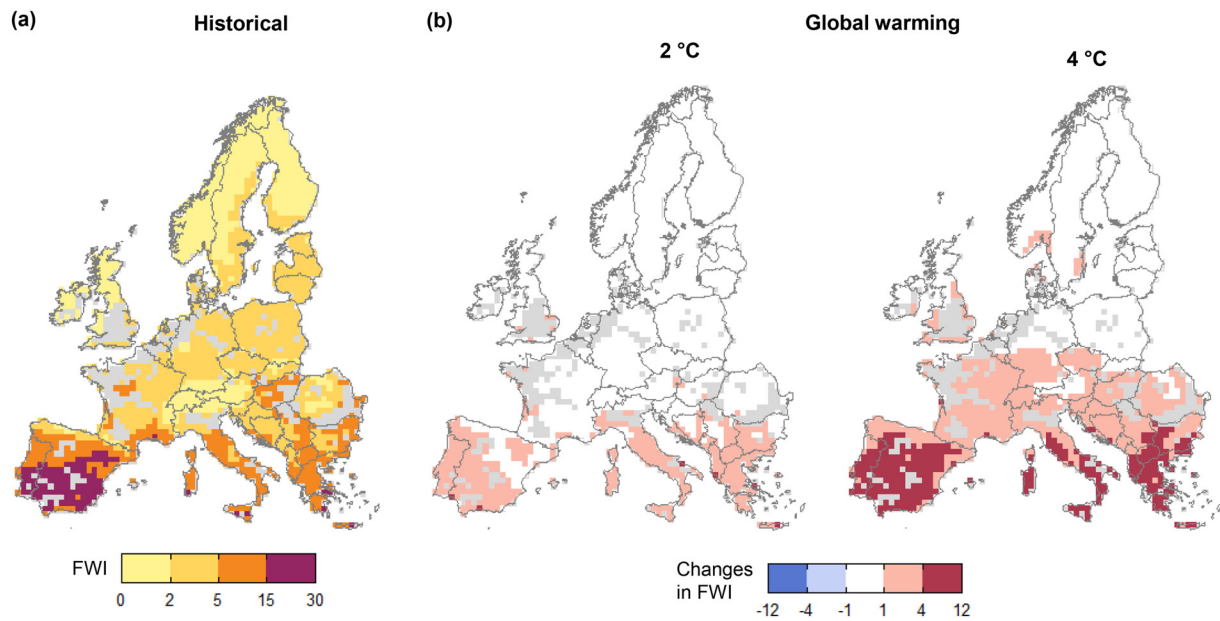 (a) Historical
(b) Global warming
2 °C
4 °C
FWI
0 2 5 15 30
Changes
in FWI
-12 -4 -1 1 4 12